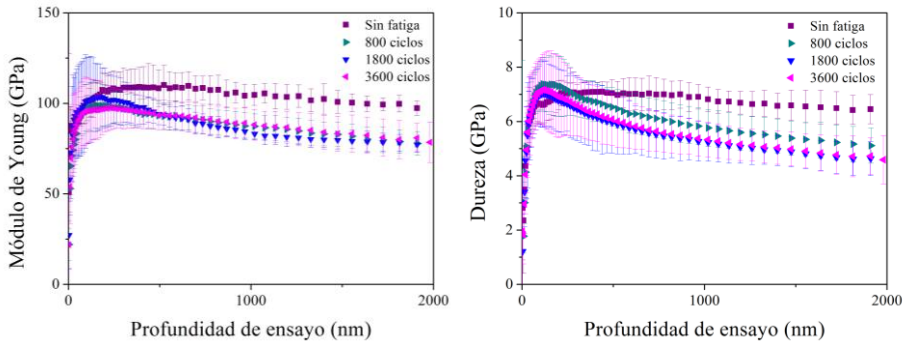 Módulo de Young (GPa)
150
100
50
0
0
1000
2000
Profundidad de ensayo (nm)
Sin fatiga
800 ciclos
1800 ciclos
3600 ciclos
Dureza (GPa)
10
8
6
4
2
0
0
1000
2000
Profundidad de ensayo (nm)
Sin fatiga
800 ciclos
1800 ciclos
3600 ciclos